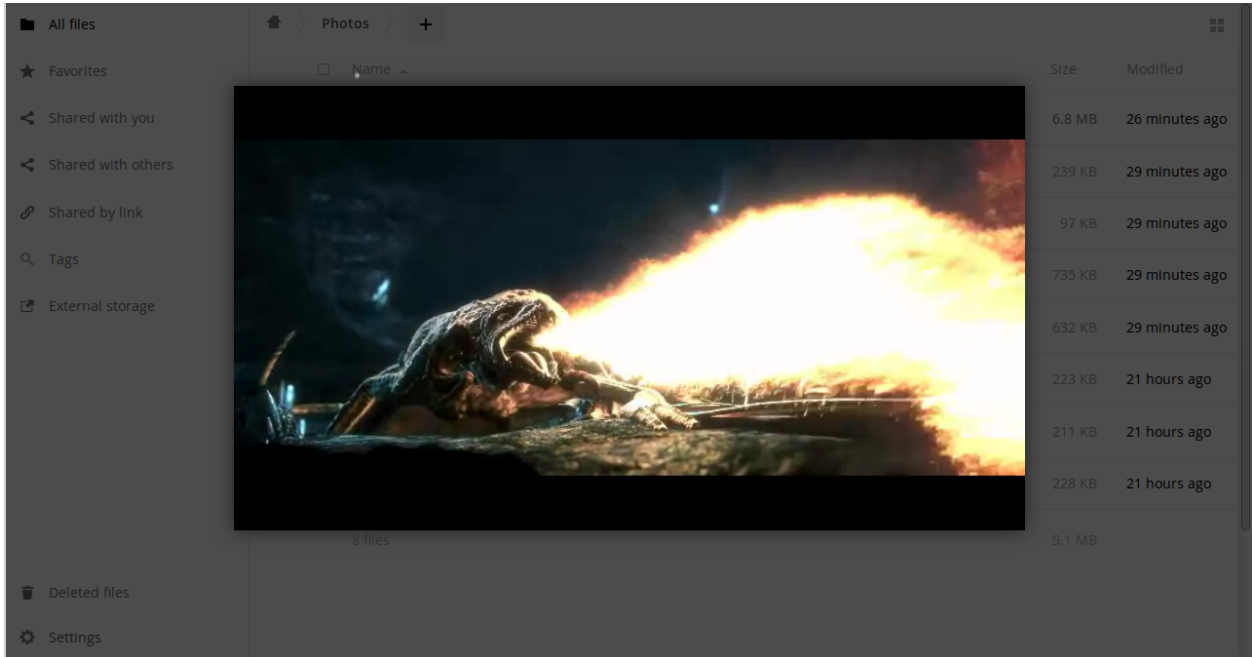 All files
Photos +
Favorites
Name Size Modified
Shared with you
6.8 MB 26 minutes ago
Shared with others
239 KB 29 minutes ago
Shared by link
97 KB 29 minutes ago
Tags
735 KB 29 minutes ago
External storage
632 KB 29 minutes ago
223 KB 21 hours ago
211 KB 21 hours ago
228 KB 21 hours ago
8 files 9.1 MB
Deleted files
Settings